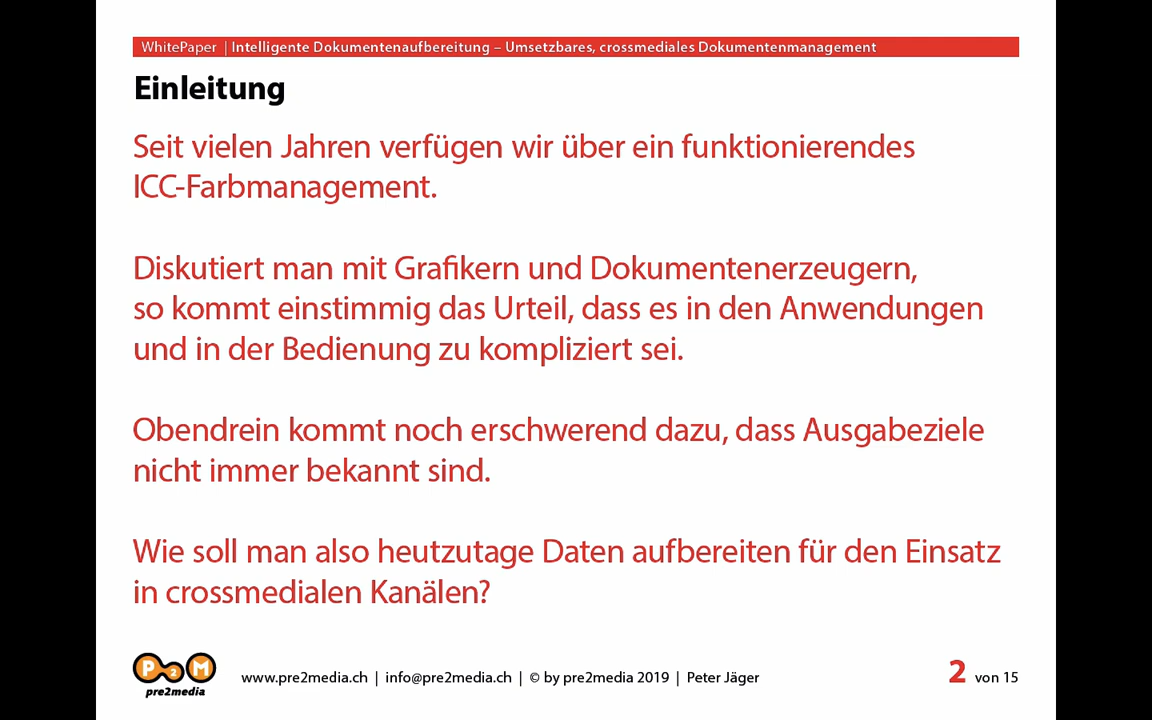 WhitePaper | Intelligente Dokumentenaufbereitung – Umsetzbares, crossmediales Dokumentenmanagement
Einleitung
Seit vielen Jahren verfügen wir über ein funktionierendes
ICC-Farbmanagement.
Diskutiert man mit Grafikern und Dokumentenerzeugern,
so kommt einstimmig das Urteil, dass es in den Anwendungen
und in der Bedienung zu kompliziert sei.
Obendrein kommt noch erschwerend dazu, dass Ausgabeziele
nicht immer bekannt sind.
Wie soll man also heutzutage Daten aufbereiten für den Einsatz
in crossmedialen Kanälen?
P2M
pre2media
www.pre2media.ch | info@pre2media.ch | © by pre2media 2019 | Peter Jäger
2 von 15